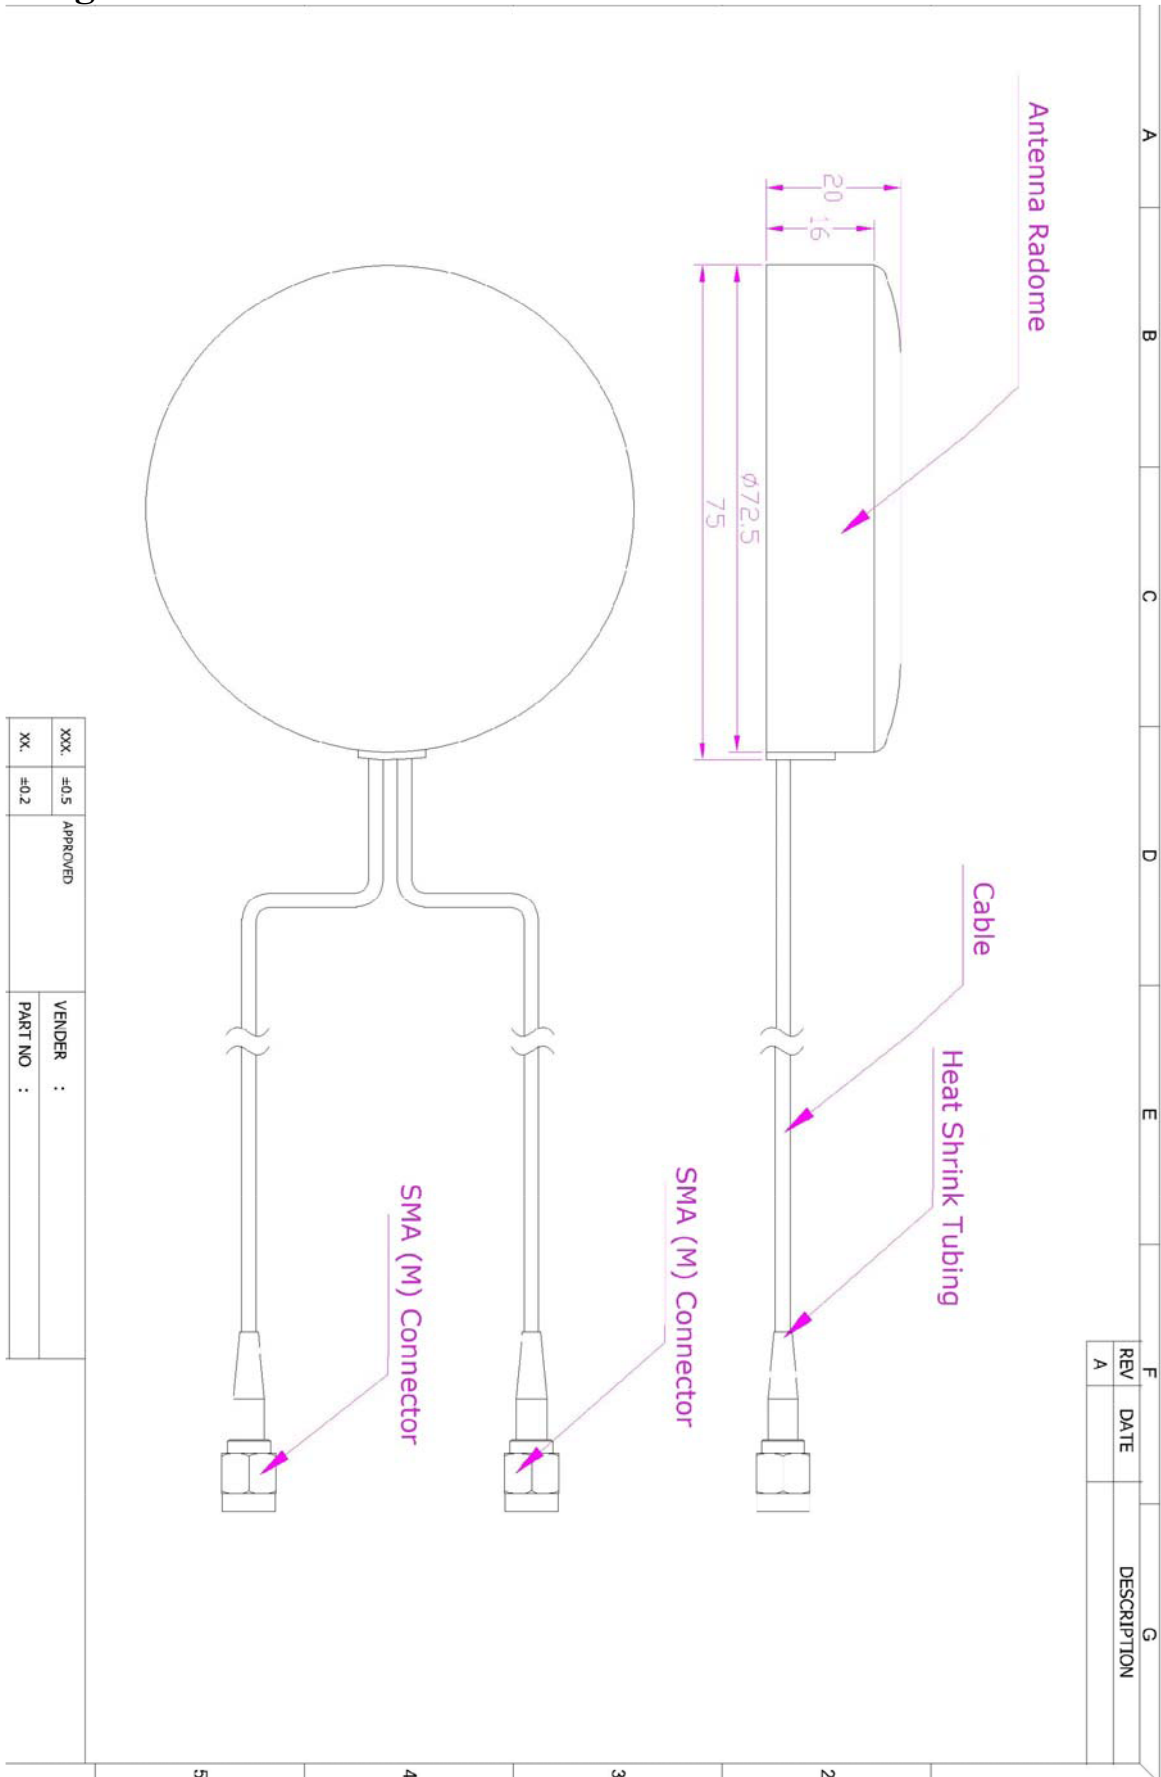 A
B
C
D
E
F
G
REV
DATE
DESCRIPTION
A
Antenna Radome
20
16
Ø72.5
75
Cable
Heat Shrink Tubing
SMA (M) Connector
SMA (M) Connector
2
3
4
5
XXX.
±0.5
APPROVED
VENDER :
XX.
±0.2
PART NO :